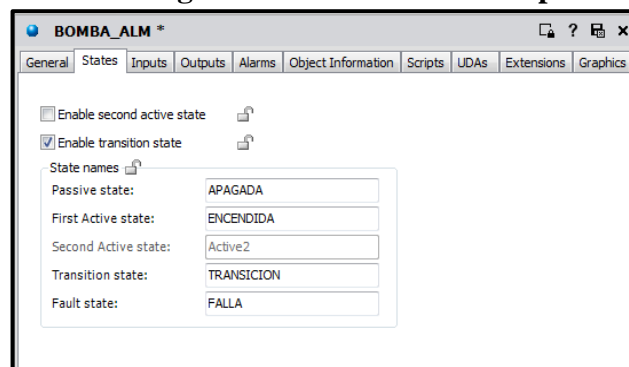 BOMBA_ALM *
General States Inputs Outputs Alarms Object Information Scripts UDAs Extensions Graphics
Enable second active state
Enable transition state
State names
Passive state: APAGADA
First Active state: ENCENDIDA
Second Active state: Active2
Transition state: TRANSICION
Fault state: FALLA